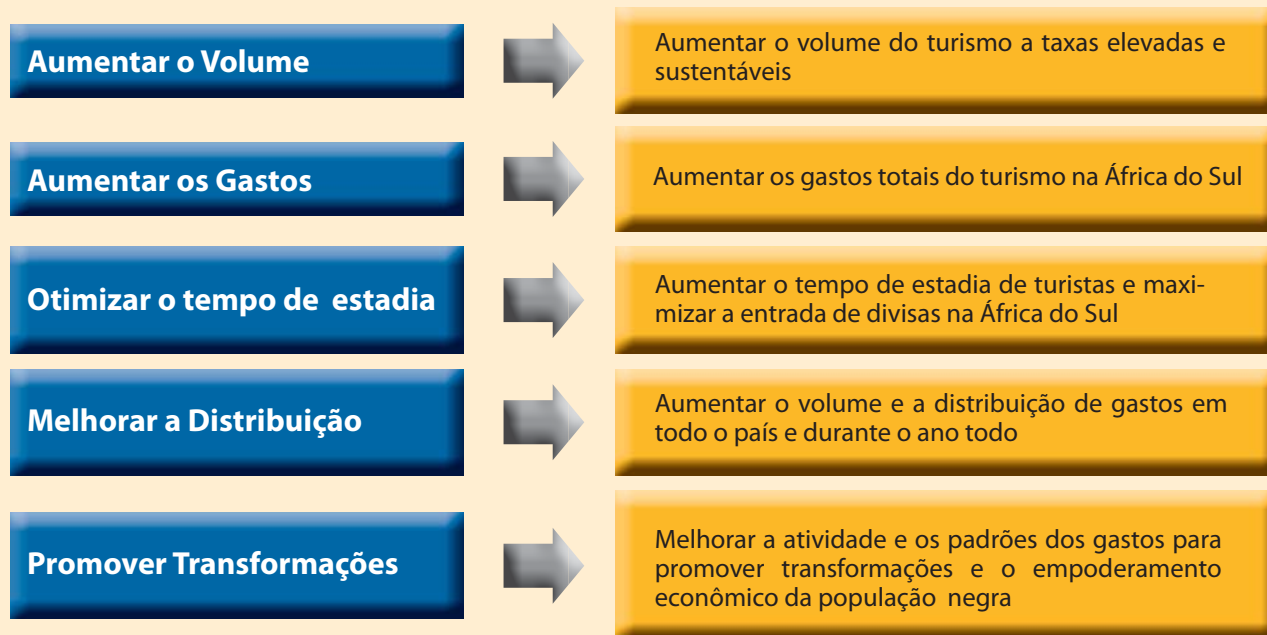 Aumentar o Volume
Aumentar o volume do turismo a taxas elevadas e
sustentáveis
Aumentar os Gastos
Aumentar os gastos totais do turismo na África do Sul
Otimizar o tempo de estadia
Aumentar o tempo de estadia de turistas e maxi-
mizar a entrada de divisas na África do Sul
Melhorar a Distribuição
Aumentar o volume e a distribuição de gastos em
todo o país e durante o ano todo
Promover Transformações
Melhorar a atividade e os padrões dos gastos para
promover transformações e o empoderamento
econômico da população negra